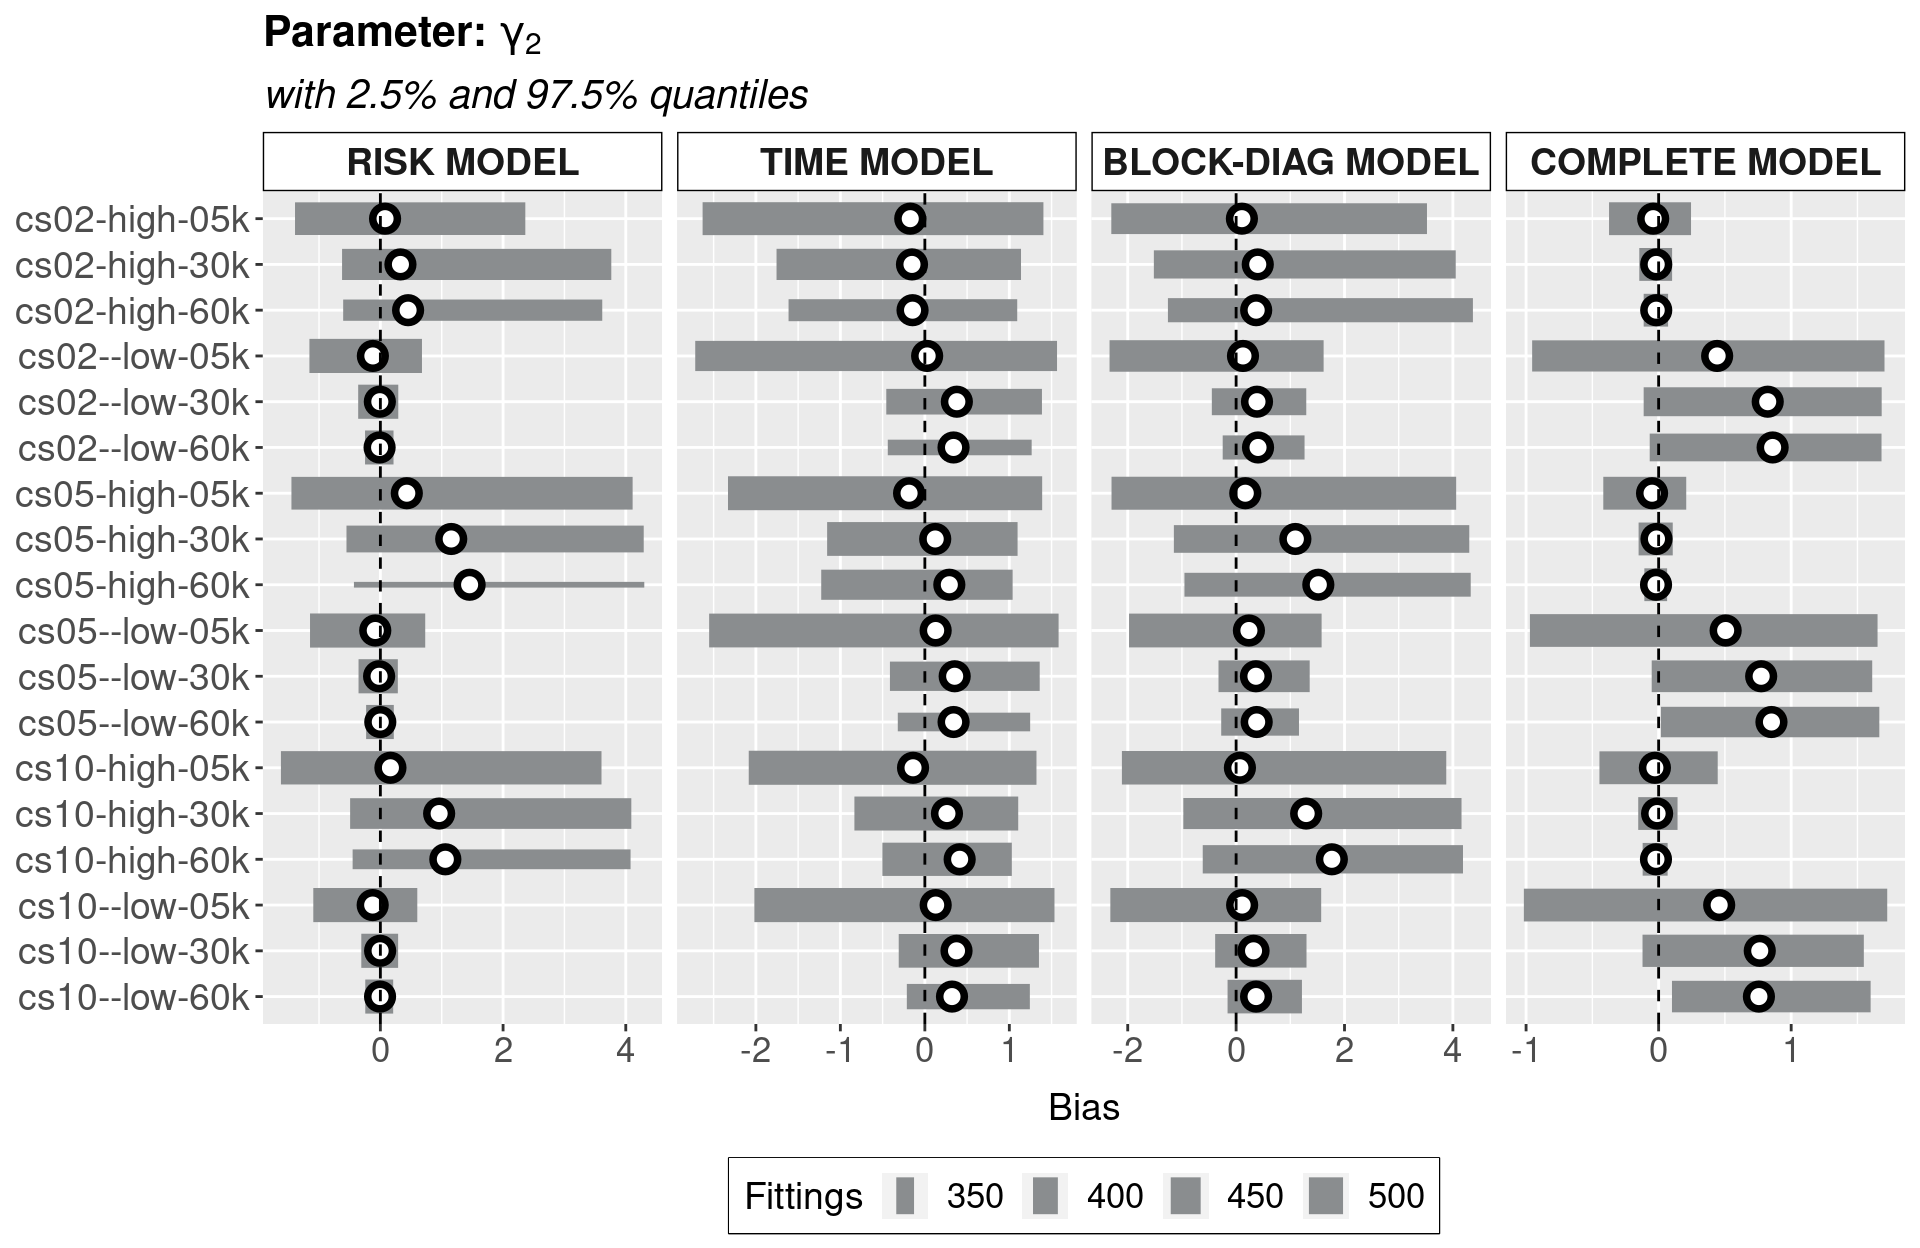 Parameter: γ₂
with 2.5% and 97.5% quantiles
RISK MODEL TIME MODEL BLOCK-DIAG MODEL COMPLETE MODEL
cs02-high-05k
cs02-high-30k
cs02-high-60k
cs02--low-05k
cs02--low-30k
cs02--low-60k
cs05-high-05k
cs05-high-30k
cs05-high-60k
cs05--low-05k
cs05--low-30k
cs05--low-60k
cs10-high-05k
cs10-high-30k
cs10-high-60k
cs10--low-05k
cs10--low-30k
cs10--low-60k
0 2 4 -2 -1 0 1 -2 0 2 4 -1 0 1
Bias
Fittings 350 400 450 500